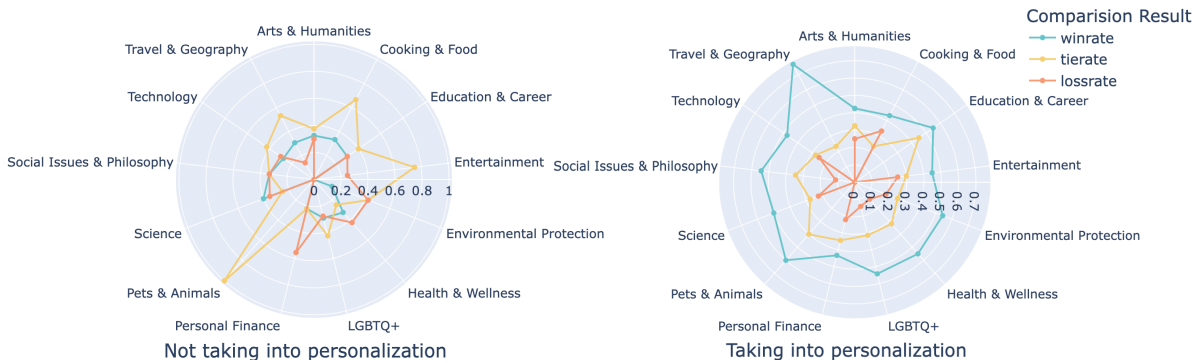 Comparision Result
winrate
tierate
lossrate
Arts & Humanities
Cooking & Food
Education & Career
Entertainment
Environmental Protection
Health & Wellness
LGBTQ+
Personal Finance
Pets & Animals
Science
Social Issues & Philosophy
Technology
Travel & Geography
0 0.2 0.4 0.6 0.8 1
Not taking into personalization
Arts & Humanities
Cooking & Food
Education & Career
Entertainment
Environmental Protection
Health & Wellness
LGBTQ+
Personal Finance
Pets & Animals
Science
Social Issues & Philosophy
Technology
Travel & Geography
0 0.1 0.2 0.3 0.4 0.5 0.6 0.7
Taking into personalization